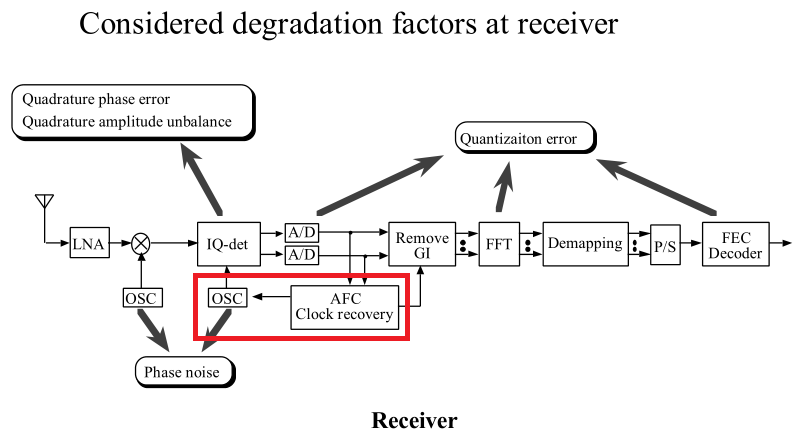 Considered degradation factors at receiver
Quadrature phase error
Quadrature amplitude unbalance
Quantizaiton error
LNA
IQ-det
A/D
A/D
Remove
GI
FFT
Demapping
P/S
FEC
Decoder
OSC
OSC
AFC
Clock recovery
Phase noise
Receiver